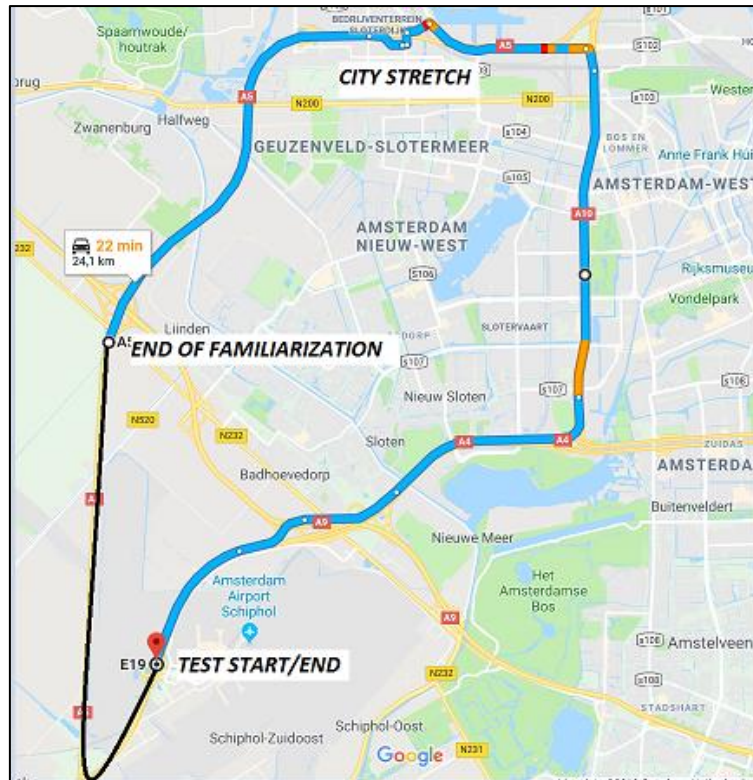 BEDRIJVENTERREIN
SLOTERDIJK
Spaarnwoude/
houtrak
S101
A5
S102
CITY STRETCH
A5
N200
N200
s103
Zwanenburg
Halfweg
s104
BOS EN
LOMMER
GEUZENVELD-SLOTERMEER
Anne Frank Hui
s105
AMSTERDAM-WEST
A10
AMSTERDAM
NIEUW-WEST
232
22 min
24,1 km
S106
Rijksmuseu
Vondelpark
Lijnden
SLOTERVAART
END OF FAMILIARIZATION
s107
s106
N520
Nieuw Sloten
s107
N232
Sloten
A4
A4
ZUIDAS
Badhoevedorp
AMSTERDA
Buitenveldert
A9
Nieuwe Meer
Amsterdam
Airport
Schiphol
Het
Amsterdamse
Bos
A9
s108
Amstelveen
E19
TEST START/END
N232
s108
STADSHART
Schiphol-Oost
Schiphol-Zuidoost
Google
N231